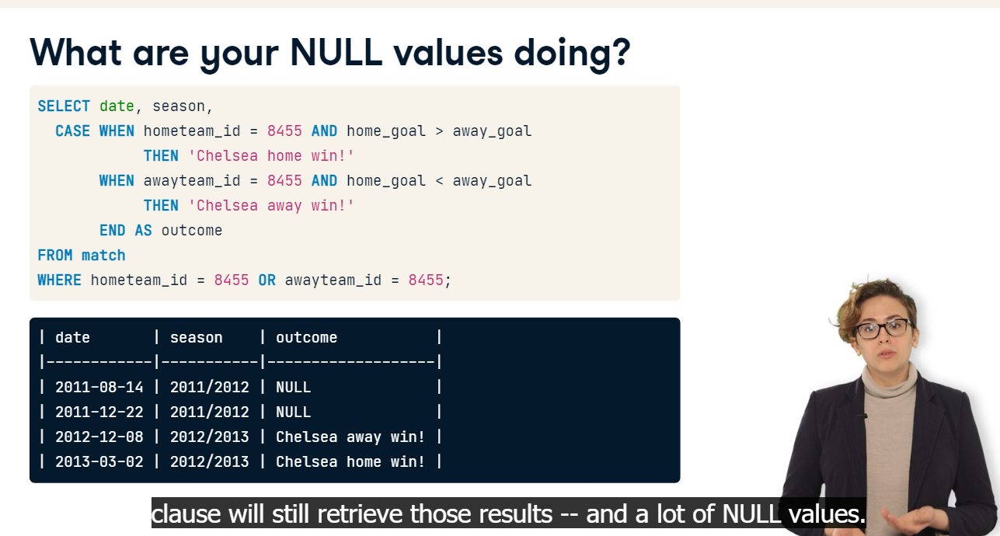 What are your NULL values doing?
SELECT date, season,
  CASE WHEN hometeam_id = 8455 AND home_goal > away_goal
            THEN 'Chelsea home win!'
       WHEN awayteam_id = 8455 AND home_goal < away_goal
            THEN 'Chelsea away win!'
       END AS outcome
FROM match
WHERE hometeam_id = 8455 OR awayteam_id = 8455;
| date       | season    | outcome           |
|------------|-----------|-------------------|
| 2011-08-14 | 2011/2012 | NULL              |
| 2011-12-22 | 2011/2012 | NULL              |
| 2012-12-08 | 2012/2013 | Chelsea away win! |
| 2013-03-02 | 2012/2013 | Chelsea home win! |
clause will still retrieve those results -- and a lot of NULL values.